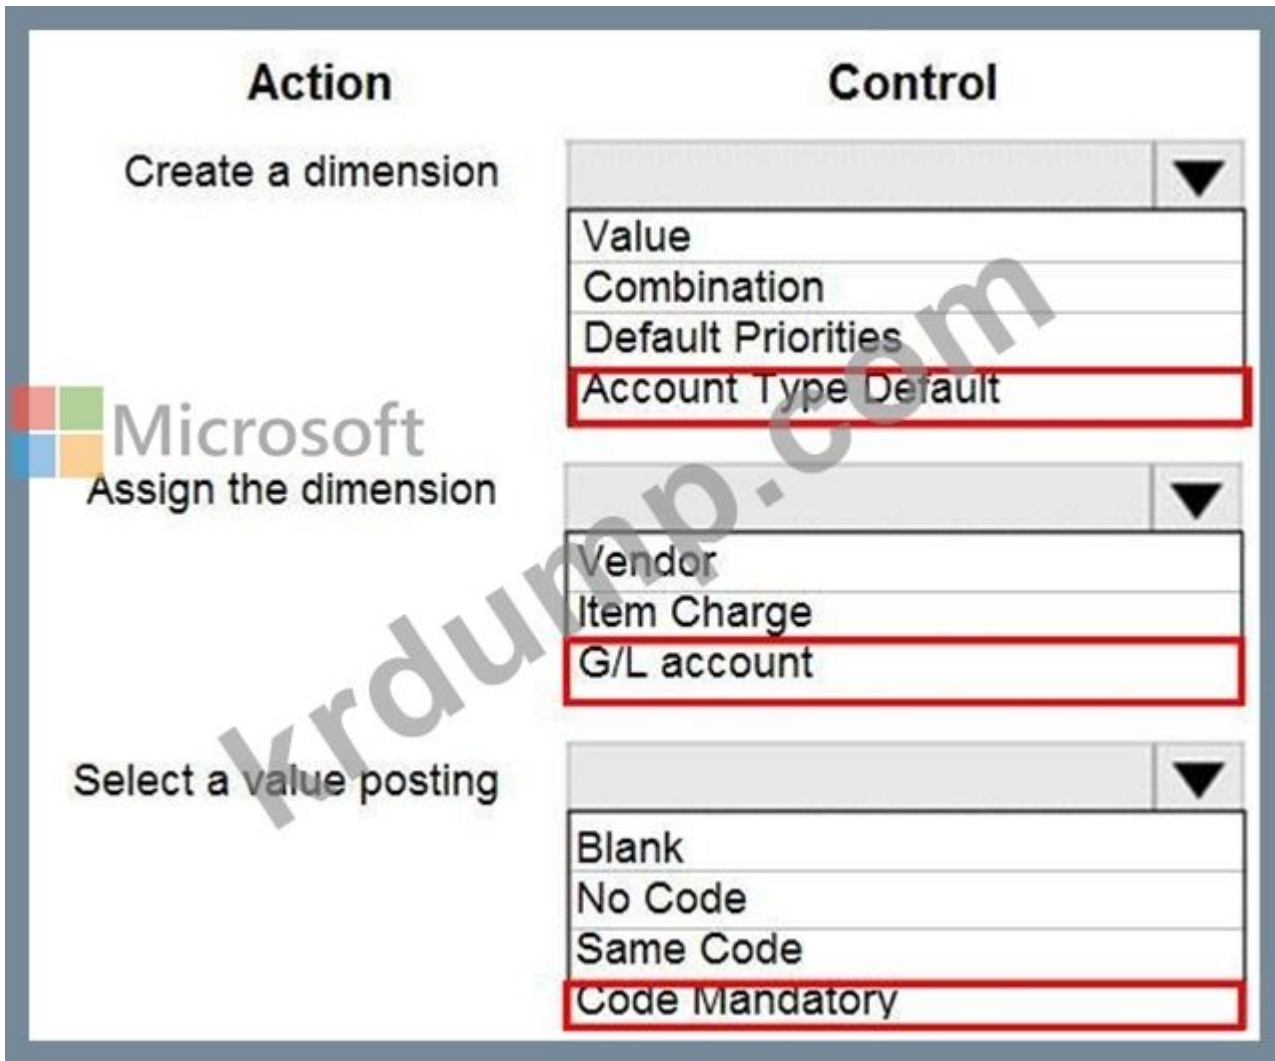 Action Control
Create a dimension
Value
Combination
Default Priorities
Account Type Default
Microsoft
Assign the dimension
Vendor
Item Charge
G/L account
krdump.com
Select a value posting
Blank
No Code
Same Code
Code Mandatory